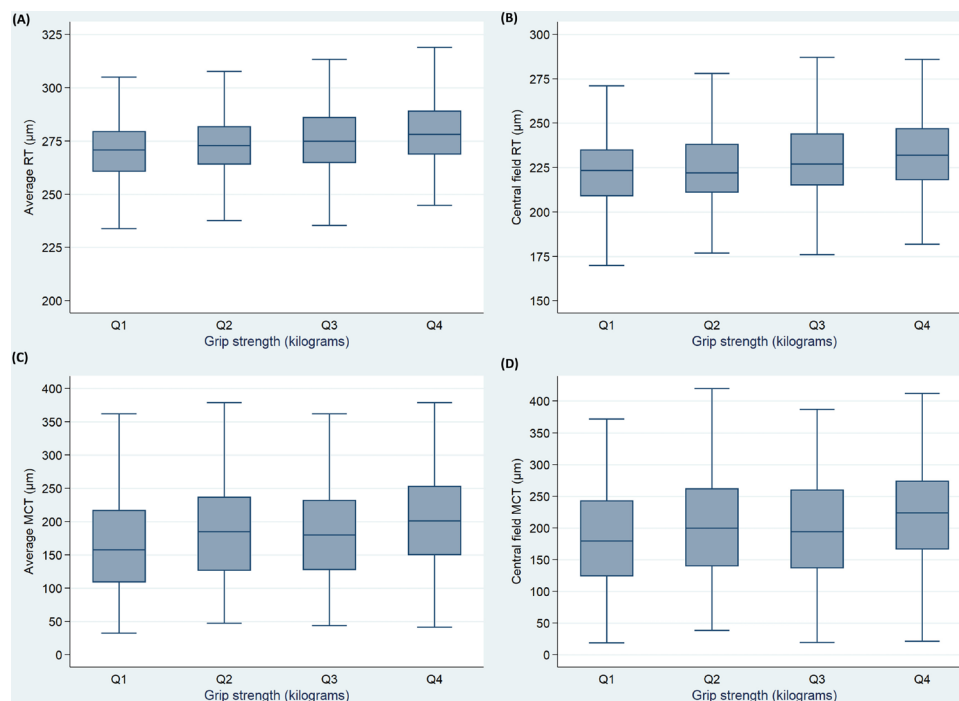 (A)
Average RT (µm)
325
300
275
250
225
200
Q1 Q2 Q3 Q4
Grip strength (kilograms)
(B)
Central field RT (µm)
300
275
250
225
200
175
150
Q1 Q2 Q3 Q4
Grip strength (kilograms)
(C)
Average MCT (µm)
400
350
300
250
200
150
100
50
0
Q1 Q2 Q3 Q4
Grip strength (kilograms)
(D)
Central field MCT (µm)
400
350
300
250
200
150
100
50
0
Q1 Q2 Q3 Q4
Grip strength (kilograms)